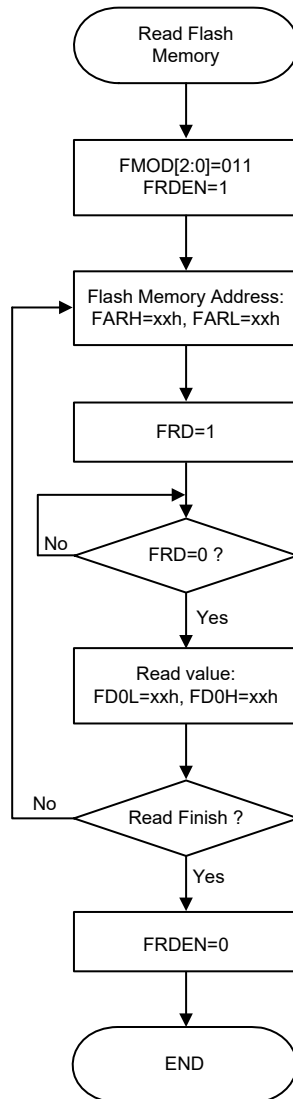 Read Flash
Memory
FMOD[2:0]=011
FRDEN=1
Flash Memory Address:
FARH=xxh, FARL=xxh
FRD=1
No
FRD=0 ?
Yes
Read value:
FD0L=xxh, FD0H=xxh
No
Read Finish ?
Yes
FRDEN=0
END